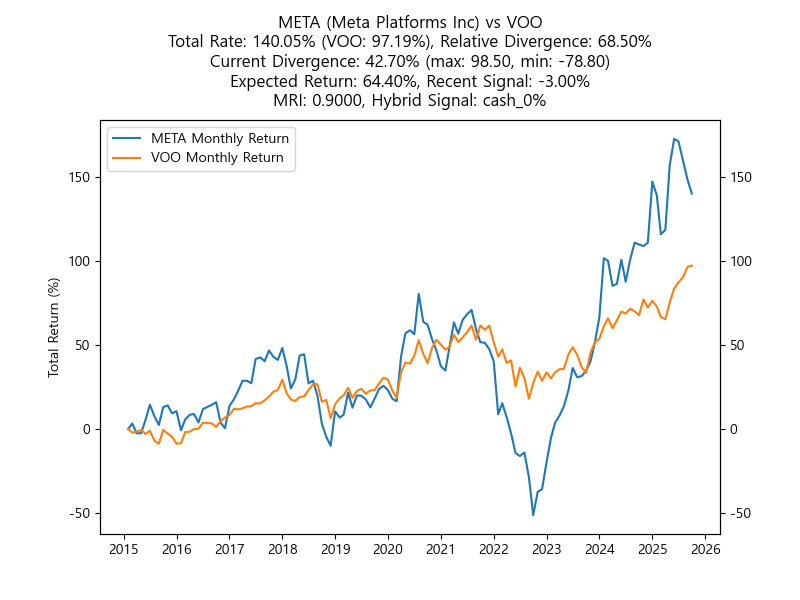 META (Meta Platforms Inc) vs VOO
Total Rate: 140.05% (VOO: 97.19%), Relative Divergence: 68.50%
Current Divergence: 42.70% (max: 98.50, min: -78.80)
Expected Return: 64.40%, Recent Signal: -3.00%
MRI: 0.9000, Hybrid Signal: cash_0%
META Monthly Return
VOO Monthly Return
Total Return (%)
150
100
50
0
-50
150
100
50
0
-50
2015 2016 2017 2018 2019 2020 2021 2022 2023 2024 2025 2026